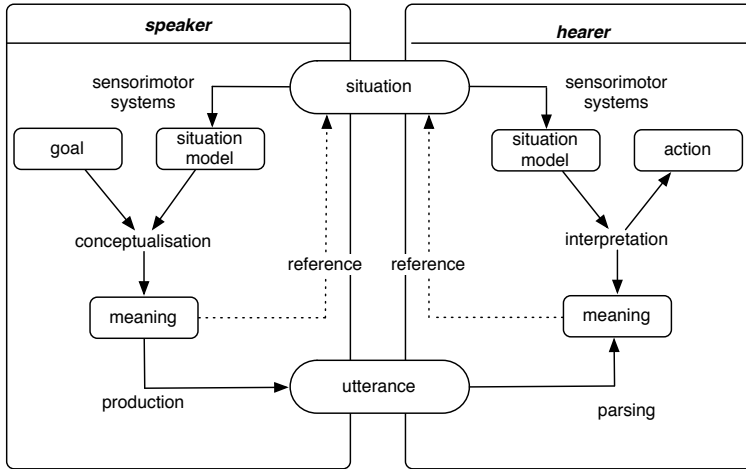 speaker
hearer
situation
sensorimotor
systems
sensorimotor
systems
goal
situation
model
situation
model
action
conceptualisation
interpretation
reference
reference
meaning
meaning
utterance
production
parsing